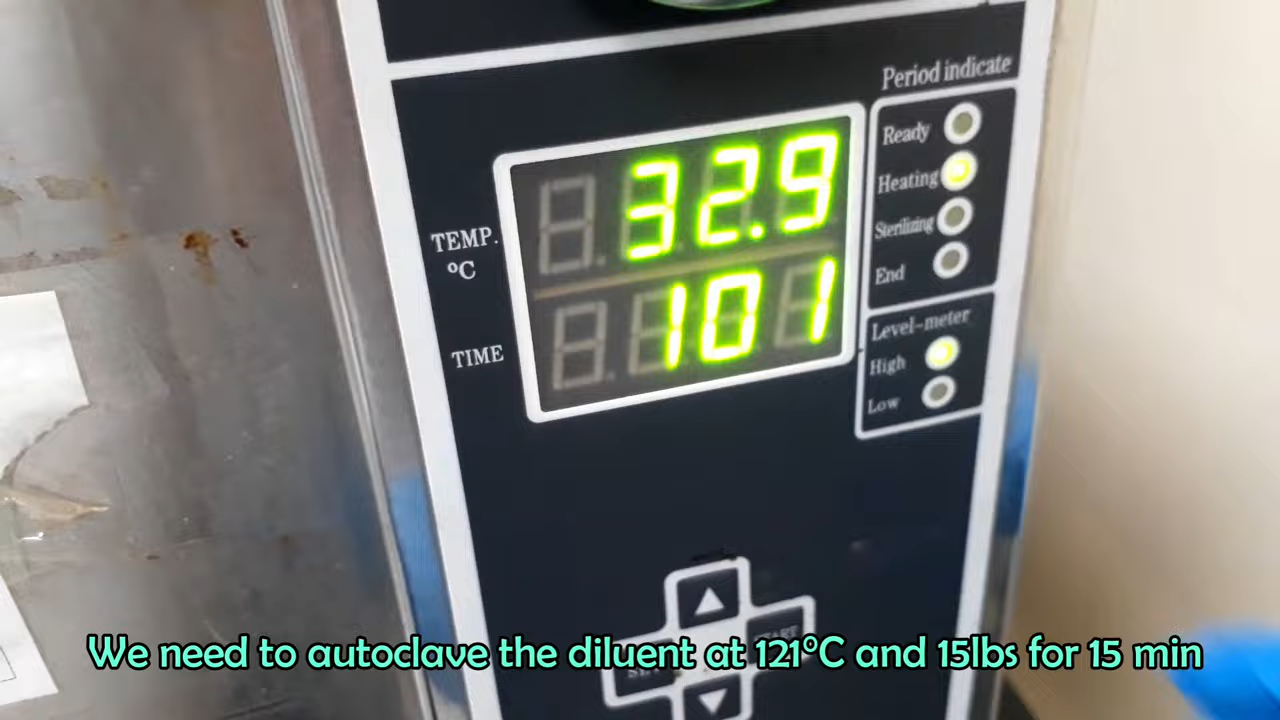 Period indicate
32.9
Ready
Heating
TEMP.
°C
Sterilizing
End
101
TIME
Level-meter
High
Low
We need to autoclave the diluent at 121°C and 15lbs for 15 min